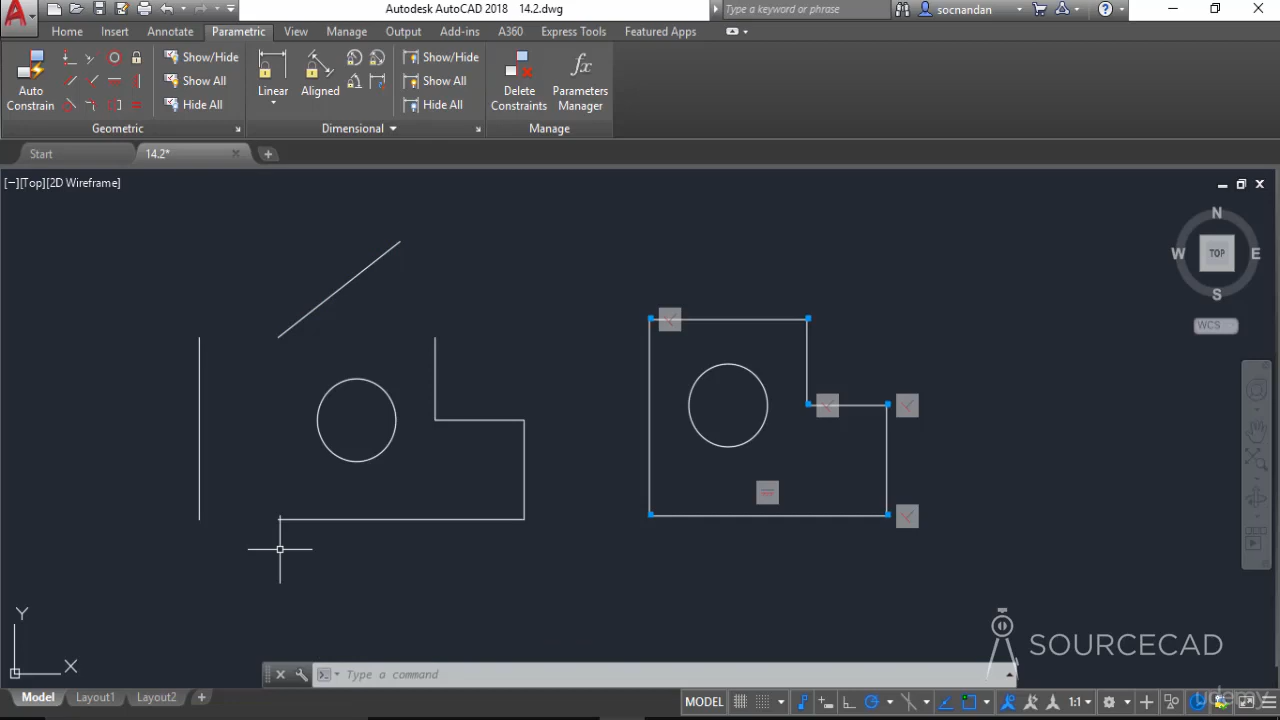 Autodesk AutoCAD 2018 14.2.dwg
Type a keyword or phrase
socnandan
Home Insert Annotate Parametric View Manage Output Add-ins A360 Express Tools Featured Apps
Auto Constrain
Show/Hide
Show All
Hide All
Geometric
Linear
Aligned
Show/Hide
Show All
Hide All
Dimensional
Delete Constraints
fx
Parameters Manager
Manage
Start 14.2*
[−][Top][2D Wireframe]
N
W TOP E
S
WCS
Y
X
SOURCECAD
Type a command
Model Layout1 Layout2
MODEL 1:1
udemy